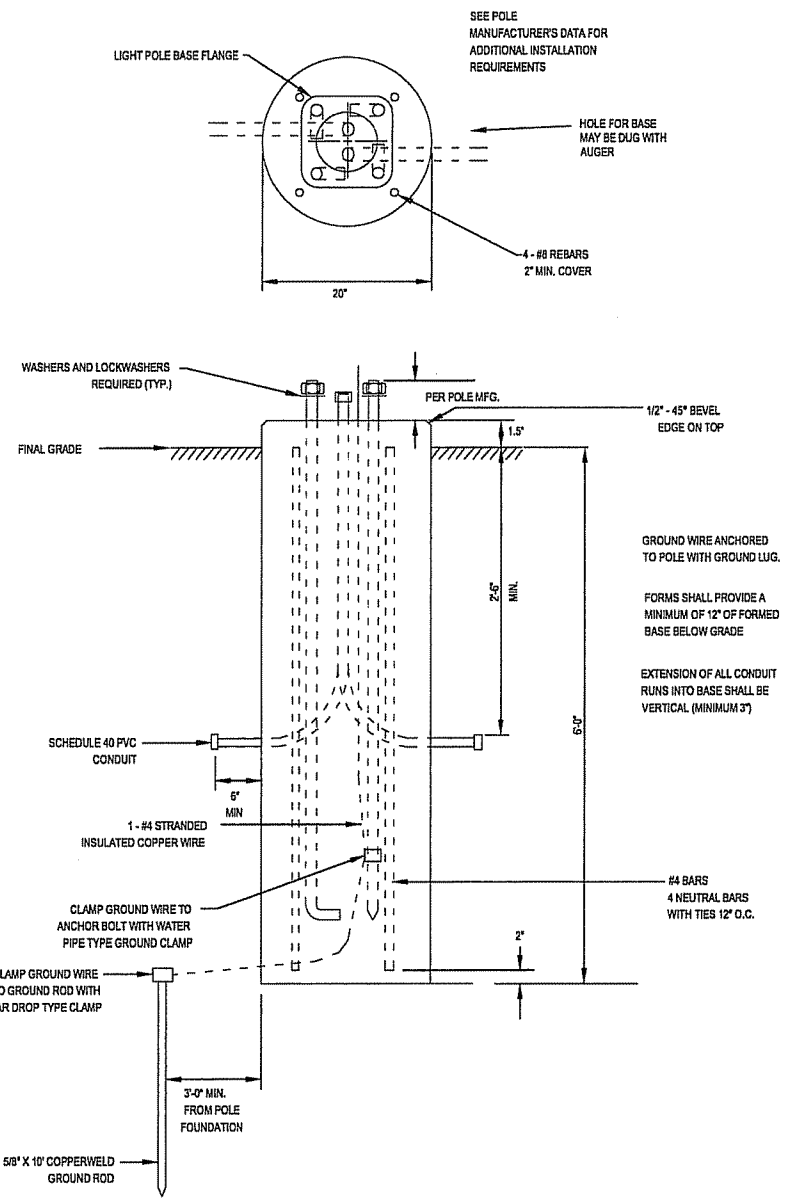 SEE POLE
MANUFACTURER'S DATA FOR
ADDITIONAL INSTALLATION
REQUIREMENTS
LIGHT POLE BASE FLANGE
HOLE FOR BASE
MAY BE DUG WITH
AUGER
4 - #8 REBARS
2" MIN. COVER
20"
WASHERS AND LOCKWASHERS
REQUIRED (TYP.)
PER POLE MFG.
1/2" - 45° BEVEL
EDGE ON TOP
1.5"
FINAL GRADE
2'-6"
MIN.
GROUND WIRE ANCHORED
TO POLE WITH GROUND LUG.
FORMS SHALL PROVIDE A
MINIMUM OF 12" OF FORMED
BASE BELOW GRADE
EXTENSION OF ALL CONDUIT
RUNS INTO BASE SHALL BE
VERTICAL (MINIMUM 3")
6'-0"
SCHEDULE 40 PVC
CONDUIT
6"
MIN
1 - #4 STRANDED
INSULATED COPPER WIRE
#4 BARS
4 NEUTRAL BARS
WITH TIES 12" O.C.
CLAMP GROUND WIRE TO
ANCHOR BOLT WITH WATER
PIPE TYPE GROUND CLAMP
2"
LAMP GROUND WIRE
O GROUND ROD WITH
AR DROP TYPE CLAMP
3'-0" MIN.
FROM POLE
FOUNDATION
5/8" X 10' COPPERWELD
GROUND ROD